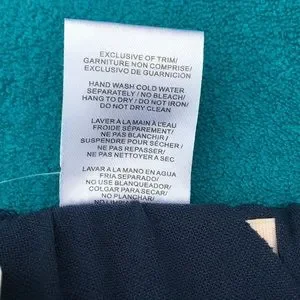 EXCLUSIVE OF TRIM/
GARNITURE NON COMPRISE/
EXCLUSIVO DE GUARNICIÓN
HAND WASH COLD WATER
SEPARATELY / NO BLEACH/
HANG TO DRY / DO NOT IRON/
DO NOT DRY CLEAN
LAVER À LA MAIN À L'EAU
FROIDE SÉPARÉMENT/
NE PAS BLANCHIR/
SUSPENDRE POUR SÉCHER /
NE PAS REPASSER/
NE PAS NETTOYER A SEC
LAVAR A LA MANO EN AGUA
FRIA SEPARADO/
NO USE BLANQUEADOR/
COLGAR PARA SECAR/
NO PLANCHAR/